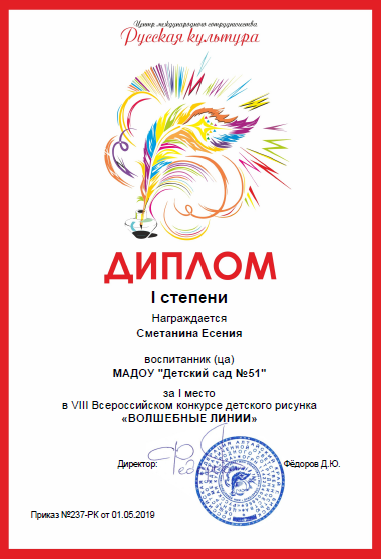 Центр международного сотрудничества
Русская культура
ДИПЛОМ
I степени
Награждается
Сметанина Есения
воспитанник (ца)
МАДОУ "Детский сад №51"
за I место
в VIII Всероссийском конкурсе детского рисунка
«ВОЛШЕБНЫЕ ЛИНИИ»
Директор:
Фёдоров Д.Ю.
Приказ №237-РК от 01.05.2019